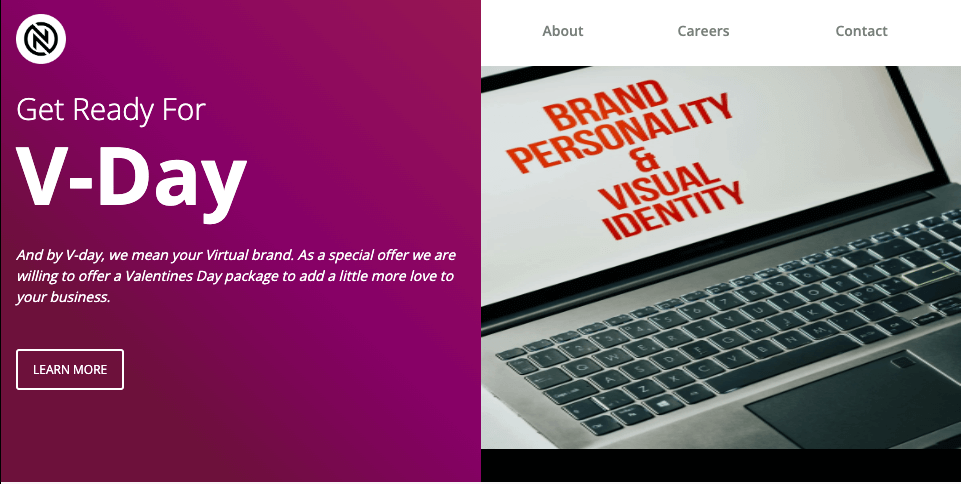 Get Ready For
V-Day
And by V-day, we mean your Virtual brand. As a special offer we are
willing to offer a Valentines Day package to add a little more love to
your business.
LEARN MORE
About
Careers
Contact
BRAND
PERSONALITY
&
VISUAL
IDENTITY